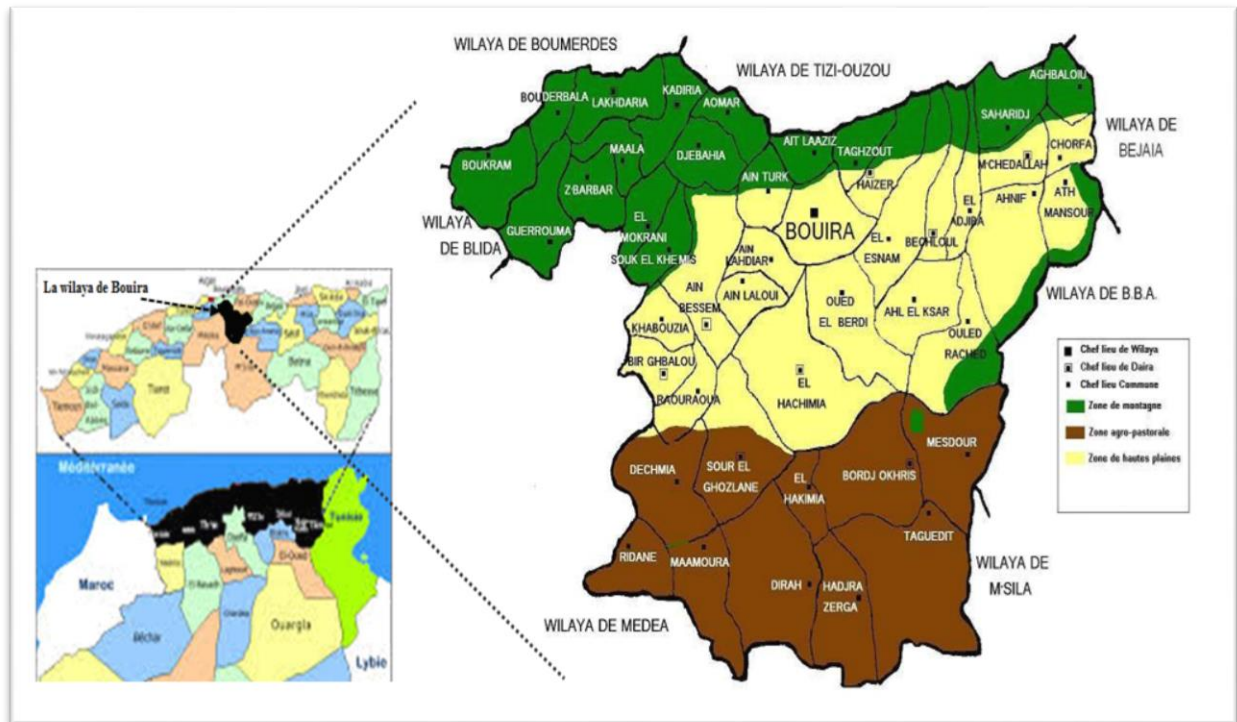 WILAYA DE BOUMERDES
WILAYA DE TIZI-OUZOU
AGHBALOIU
BOUDERBALA
LAKHDARIA
KADIRIA
AOMAR
SAHARIDJ
WILAYA DE
BEJAIA
BOUKRAM
MAALA
DJEBAHIA
AIT LAAZIZ
TAGHZOUT
CHORFA
M'CHEDALLAH
Z'BARBAR
AIN TURK
HAIZER
ATH
MANSOUR
AHNIF
EL
ADJIBA
WILAYA
DE BLIDA
GUERROUMA
EL
MOKRANI
SOUK EL KHEMIS
BOUIRA
EL
ESNAM
BECHLOUL
AIN
LAHDIAR
AIN LALOUI
AIN
BESSEM
OUED
EL BERDI
AHL EL KSAR
WILAYA DE B.B.A.
OULED
RACHED
KHABOUZIA
BIR GHBALOU
RAOURAOUA
EL
HACHIMIA
DECHMIA
SOUR EL
GHOZLANE
EL
HAKIMIA
BORDJ OKHRIS
MESDOUR
TAGUEDIT
RIDANE
MAAMOURA
DIRAH
HADJRA
ZERGA
WILAYA DE
M'SILA
WILAYA DE MEDEA
Chef lieu de Wilaya
Chef lieu de Daira
Chef lieu Commune
Zone de montagne
Zone agro-pastorale
Zone de hautes plaines
La wilaya de Bouira
Tiaret
Saida
Setif
Batna
Méditerranée
Tunisie
Maroc
Béchar
Ouargla
El-Oued
Lybie